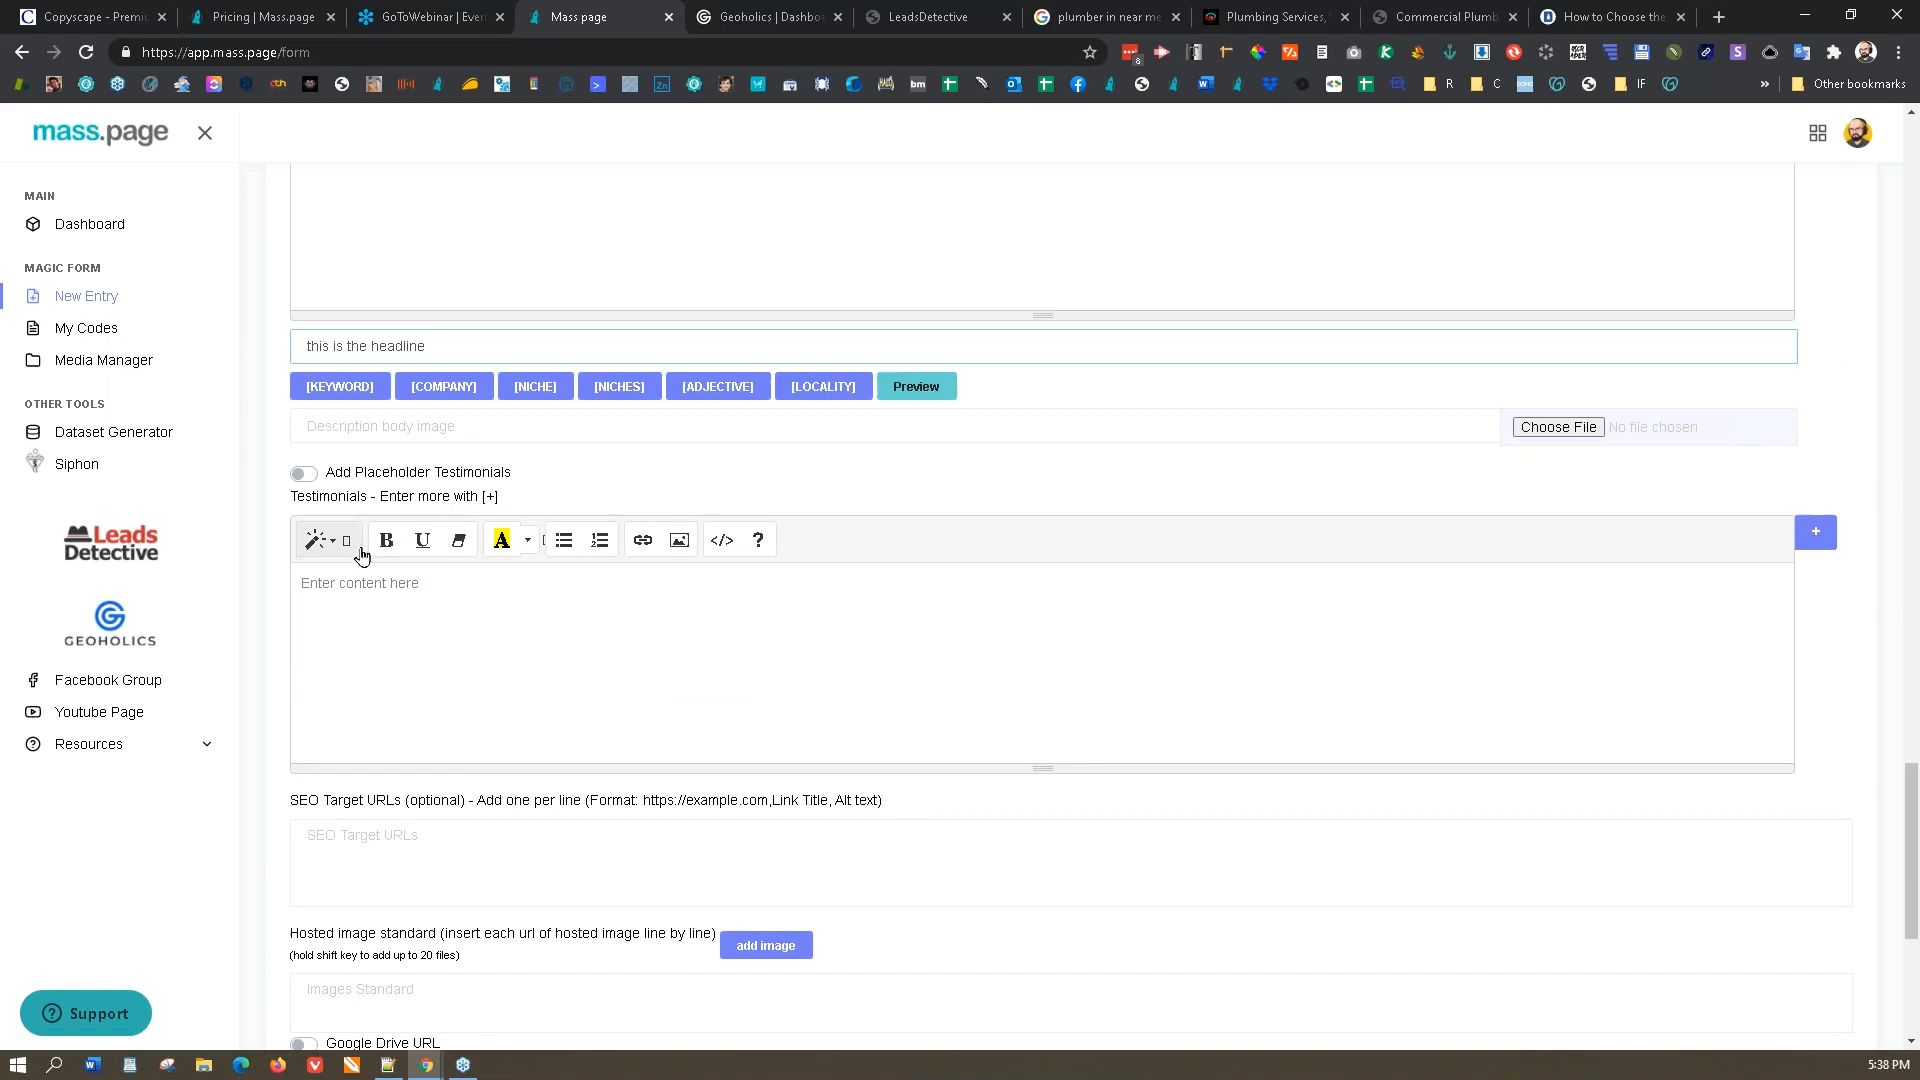 Copyscape - Premi
Pricing | Mass.page
GoToWebinar | Even
Mass page
Geoholics | Dashbo
LeadsDetective
plumber in near me
Plumbing Services,
Commercial Plumb
How to Choose the
https://app.mass.page/form
8
R
C
IF
Other bookmarks
mass.page
MAIN
Dashboard
MAGIC FORM
New Entry
My Codes
Media Manager
OTHER TOOLS
Dataset Generator
Siphon
Leads
Detective
GEOHOLICS
Facebook Group
Youtube Page
Resources
Support
this is the headline
[KEYWORD]
[COMPANY]
[NICHE]
[NICHES]
[ADJECTIVE]
[LOCALITY]
Preview
Description body image
Choose File No file chosen
Add Placeholder Testimonials
Testimonials - Enter more with [+]
B U A </> ?
+
Enter content here
SEO Target URLs (optional) - Add one per line (Format: https://example.com,Link Title, Alt text)
SEO Target URLs
Hosted image standard (insert each url of hosted image line by line)
(hold shift key to add up to 20 files)
add image
Images Standard
Google Drive URL
5:38 PM